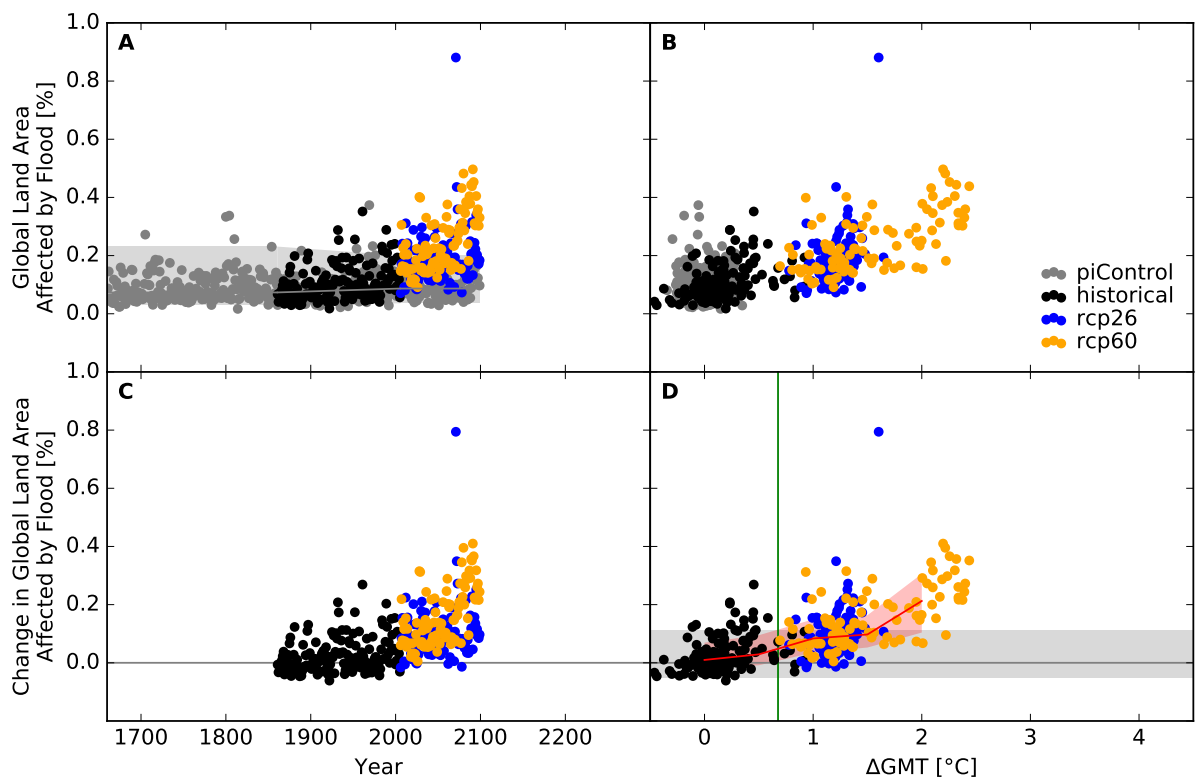 1.0
0.8
0.6
0.4
0.2
0.0
Global Land Area
Affected by Flood [%]
A
B
piControl
historical
rcp26
rcp60
1.0
0.8
0.6
0.4
0.2
0.0
Change in Global Land Area
Affected by Flood [%]
C
D
1700 1800 1900 2000 2100 2200
Year
0 1 2 3 4
ΔGMT [°C]